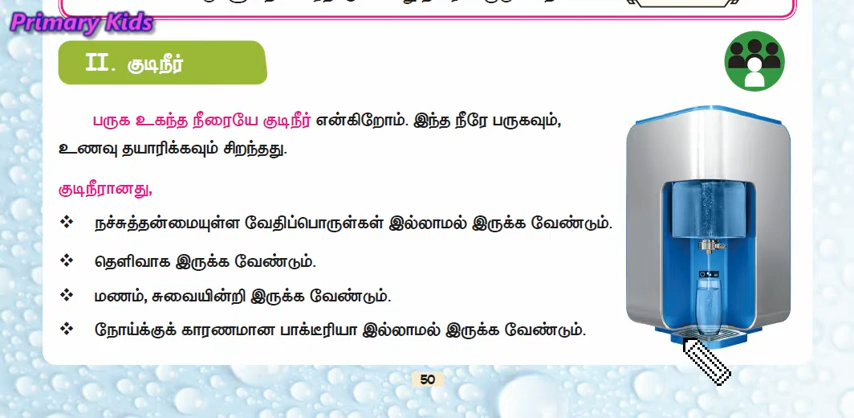 Primary Kids
II. குடிநீர்
பருக உகந்த நீரையே குடிநீர் என்கிறோம். இந்த நீரே பருகவும்,
உணவு தயாரிக்கவும் சிறந்தது.
குடிநீரானது,
❖ நச்சுத்தன்மையுள்ள வேதிப்பொருள்கள் இல்லாமல் இருக்க வேண்டும்.
❖ தெளிவாக இருக்க வேண்டும்.
❖ மணம், சுவையின்றி இருக்க வேண்டும்.
❖ நோய்க்குக் காரணமான பாக்டீரியா இல்லாமல் இருக்க வேண்டும்.
50